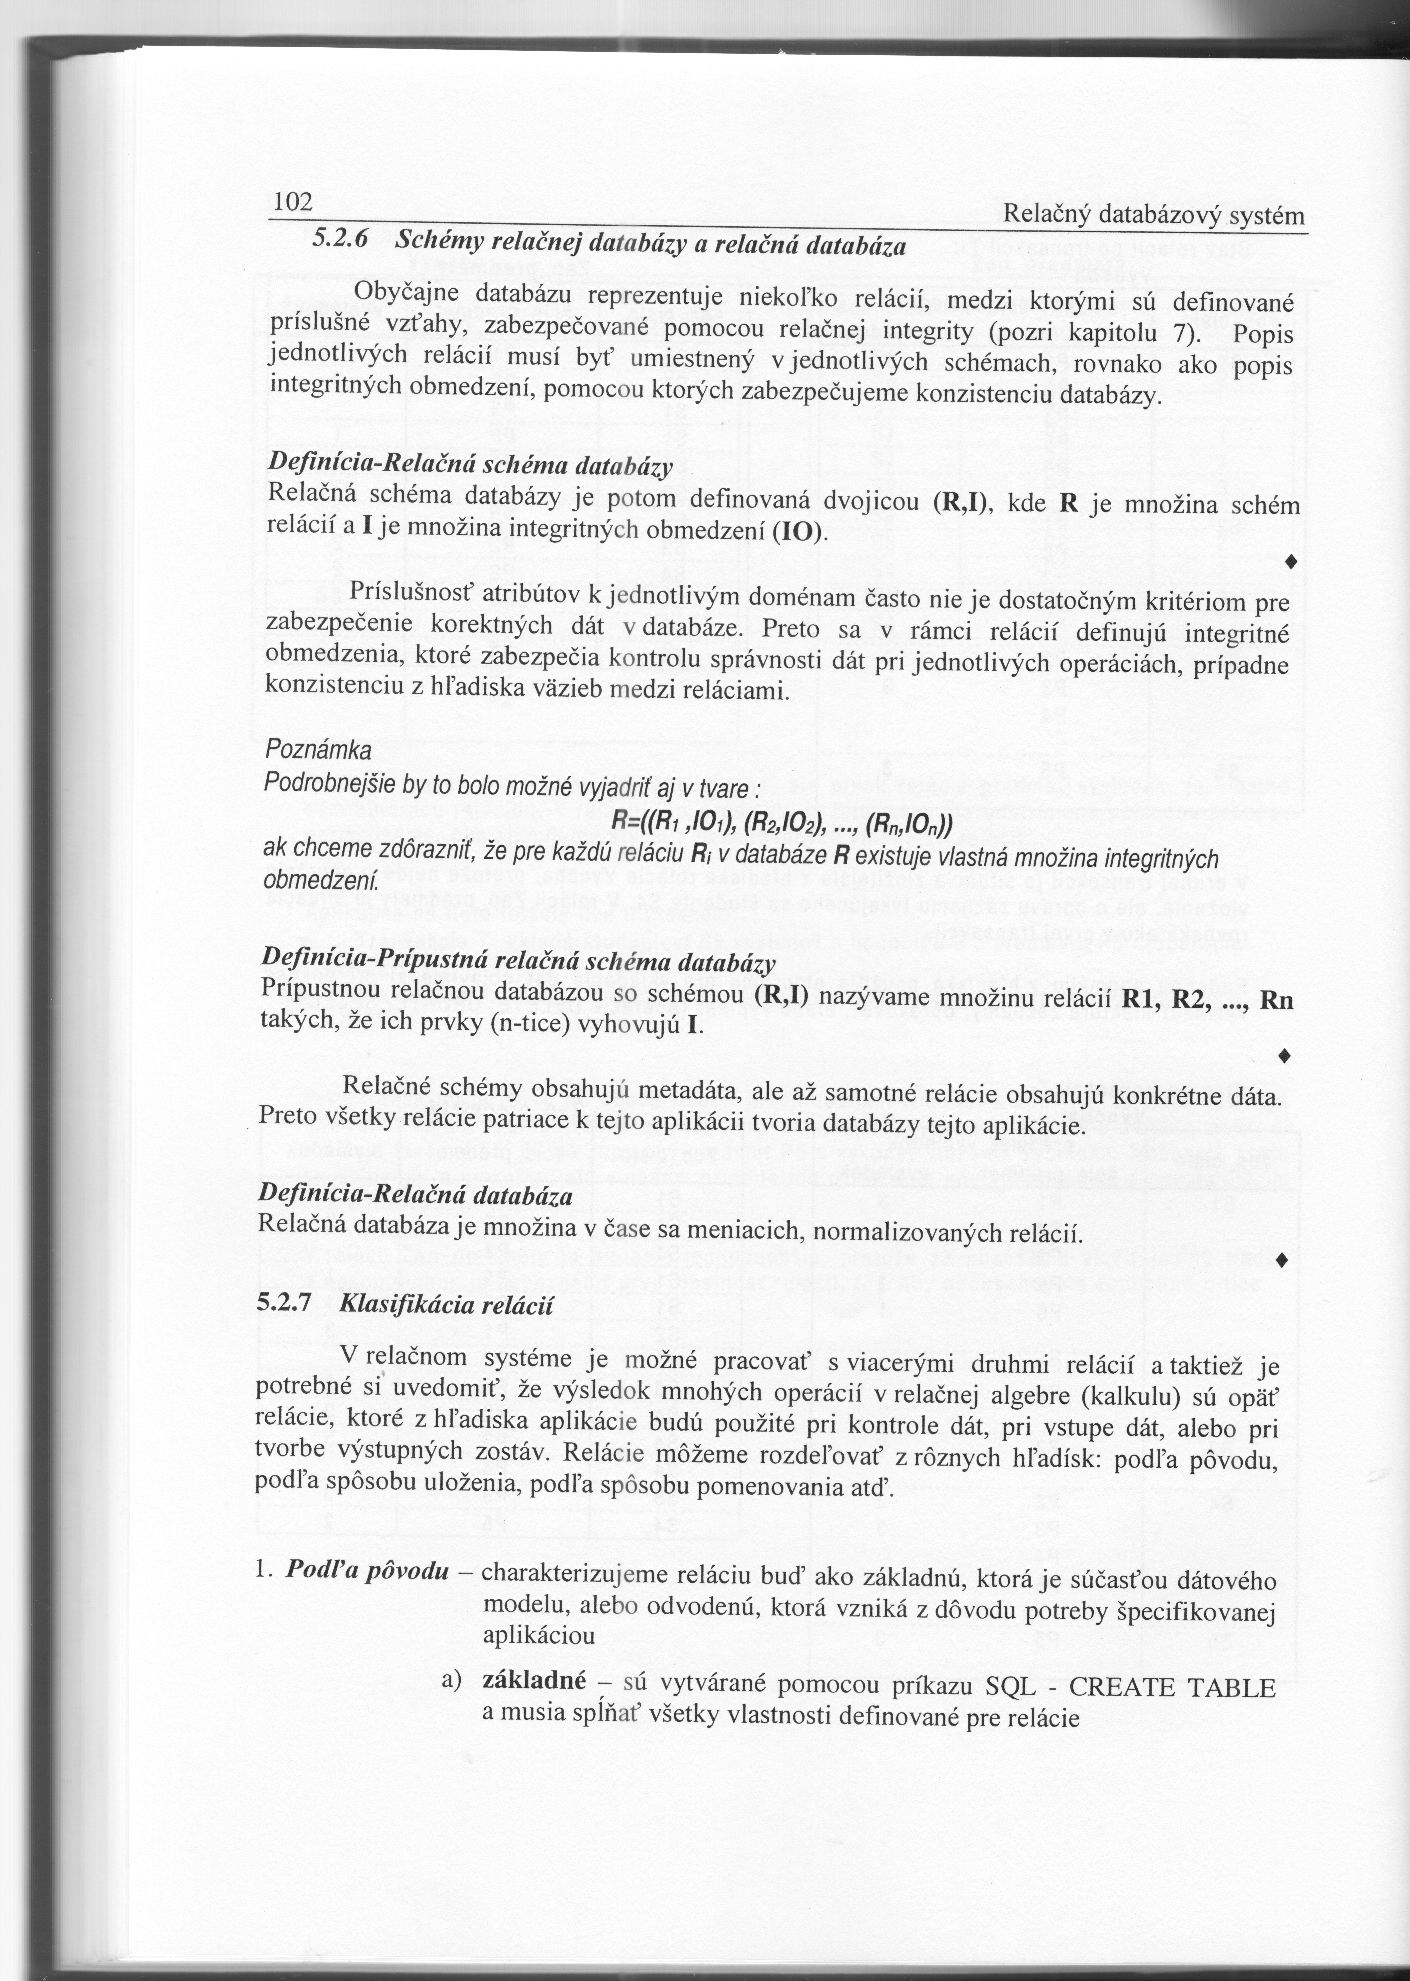 102
Relačný databázový systém
5.2.6 Schémy relačnej databázy a relačná databáza
Obyčajne databázu reprezentuje niekoľko relácií, medzi ktorými sú definované
príslušné vzťahy, zabezpečované pomocou relačnej integrity (pozri kapitolu 7). Popis
jednotlivých relácií musí byť umiestnený v jednotlivých schémach, rovnako ako popis
integritných obmedzení, pomocou ktorých zabezpečujeme konzistenciu databázy.
Definícia-Relačná schéma databázy
Relačná schéma databázy je potom definovaná dvojicou (R,I), kde R je množina schém
relácií a I je množina integritných obmedzení (IO).
♦
Príslušnosť atribútov k jednotlivým doménam často nie je dostatočným kritériom pre
zabezpečenie korektných dát v databáze. Preto sa v rámci relácií definujú integritné
obmedzenia, ktoré zabezpečia kontrolu správnosti dát pri jednotlivých operáciách, prípadne
konzistenciu z hľadiska väzieb medzi reláciami.
Poznámka
Podrobnejšie by to bolo možné vyjadriť aj v tvare :
R=((R1 ,IO1), (R2,IO2), ..., (Rn,IOn))
ak chceme zdôrazniť, že pre každú reláciu Ri v databáze R existuje vlastná množina integritných
obmedzení.
Definícia-Prípustná relačná schéma databázy
Prípustnou relačnou databázou so schémou (R,I) nazývame množinu relácií R1, R2, ..., Rn
takých, že ich prvky (n-tice) vyhovujú I.
♦
Relačné schémy obsahujú metadáta, ale až samotné relácie obsahujú konkrétne dáta.
Preto všetky relácie patriace k tejto aplikácii tvoria databázy tejto aplikácie.
Definícia-Relačná databáza
Relačná databáza je množina v čase sa meniacich, normalizovaných relácií.
♦
5.2.7 Klasifikácia relácií
V relačnom systéme je možné pracovať s viacerými druhmi relácií a taktiež je
potrebné si uvedomiť, že výsledok mnohých operácií v relačnej algebre (kalkulu) sú opäť
relácie, ktoré z hľadiska aplikácie budú použité pri kontrole dát, pri vstupe dát, alebo pri
tvorbe výstupných zostáv. Relácie môžeme rozdeľovať z rôznych hľadísk: podľa pôvodu,
podľa spôsobu uloženia, podľa spôsobu pomenovania atď.
1. Podľa pôvodu – charakterizujeme reláciu buď ako základnú, ktorá je súčasťou dátového
modelu, alebo odvodenú, ktorá vzniká z dôvodu potreby špecifikovanej
aplikáciou
a) základné – sú vytvárané pomocou príkazu SQL - CREATE TABLE
a musia spĺňať všetky vlastnosti definované pre relácie